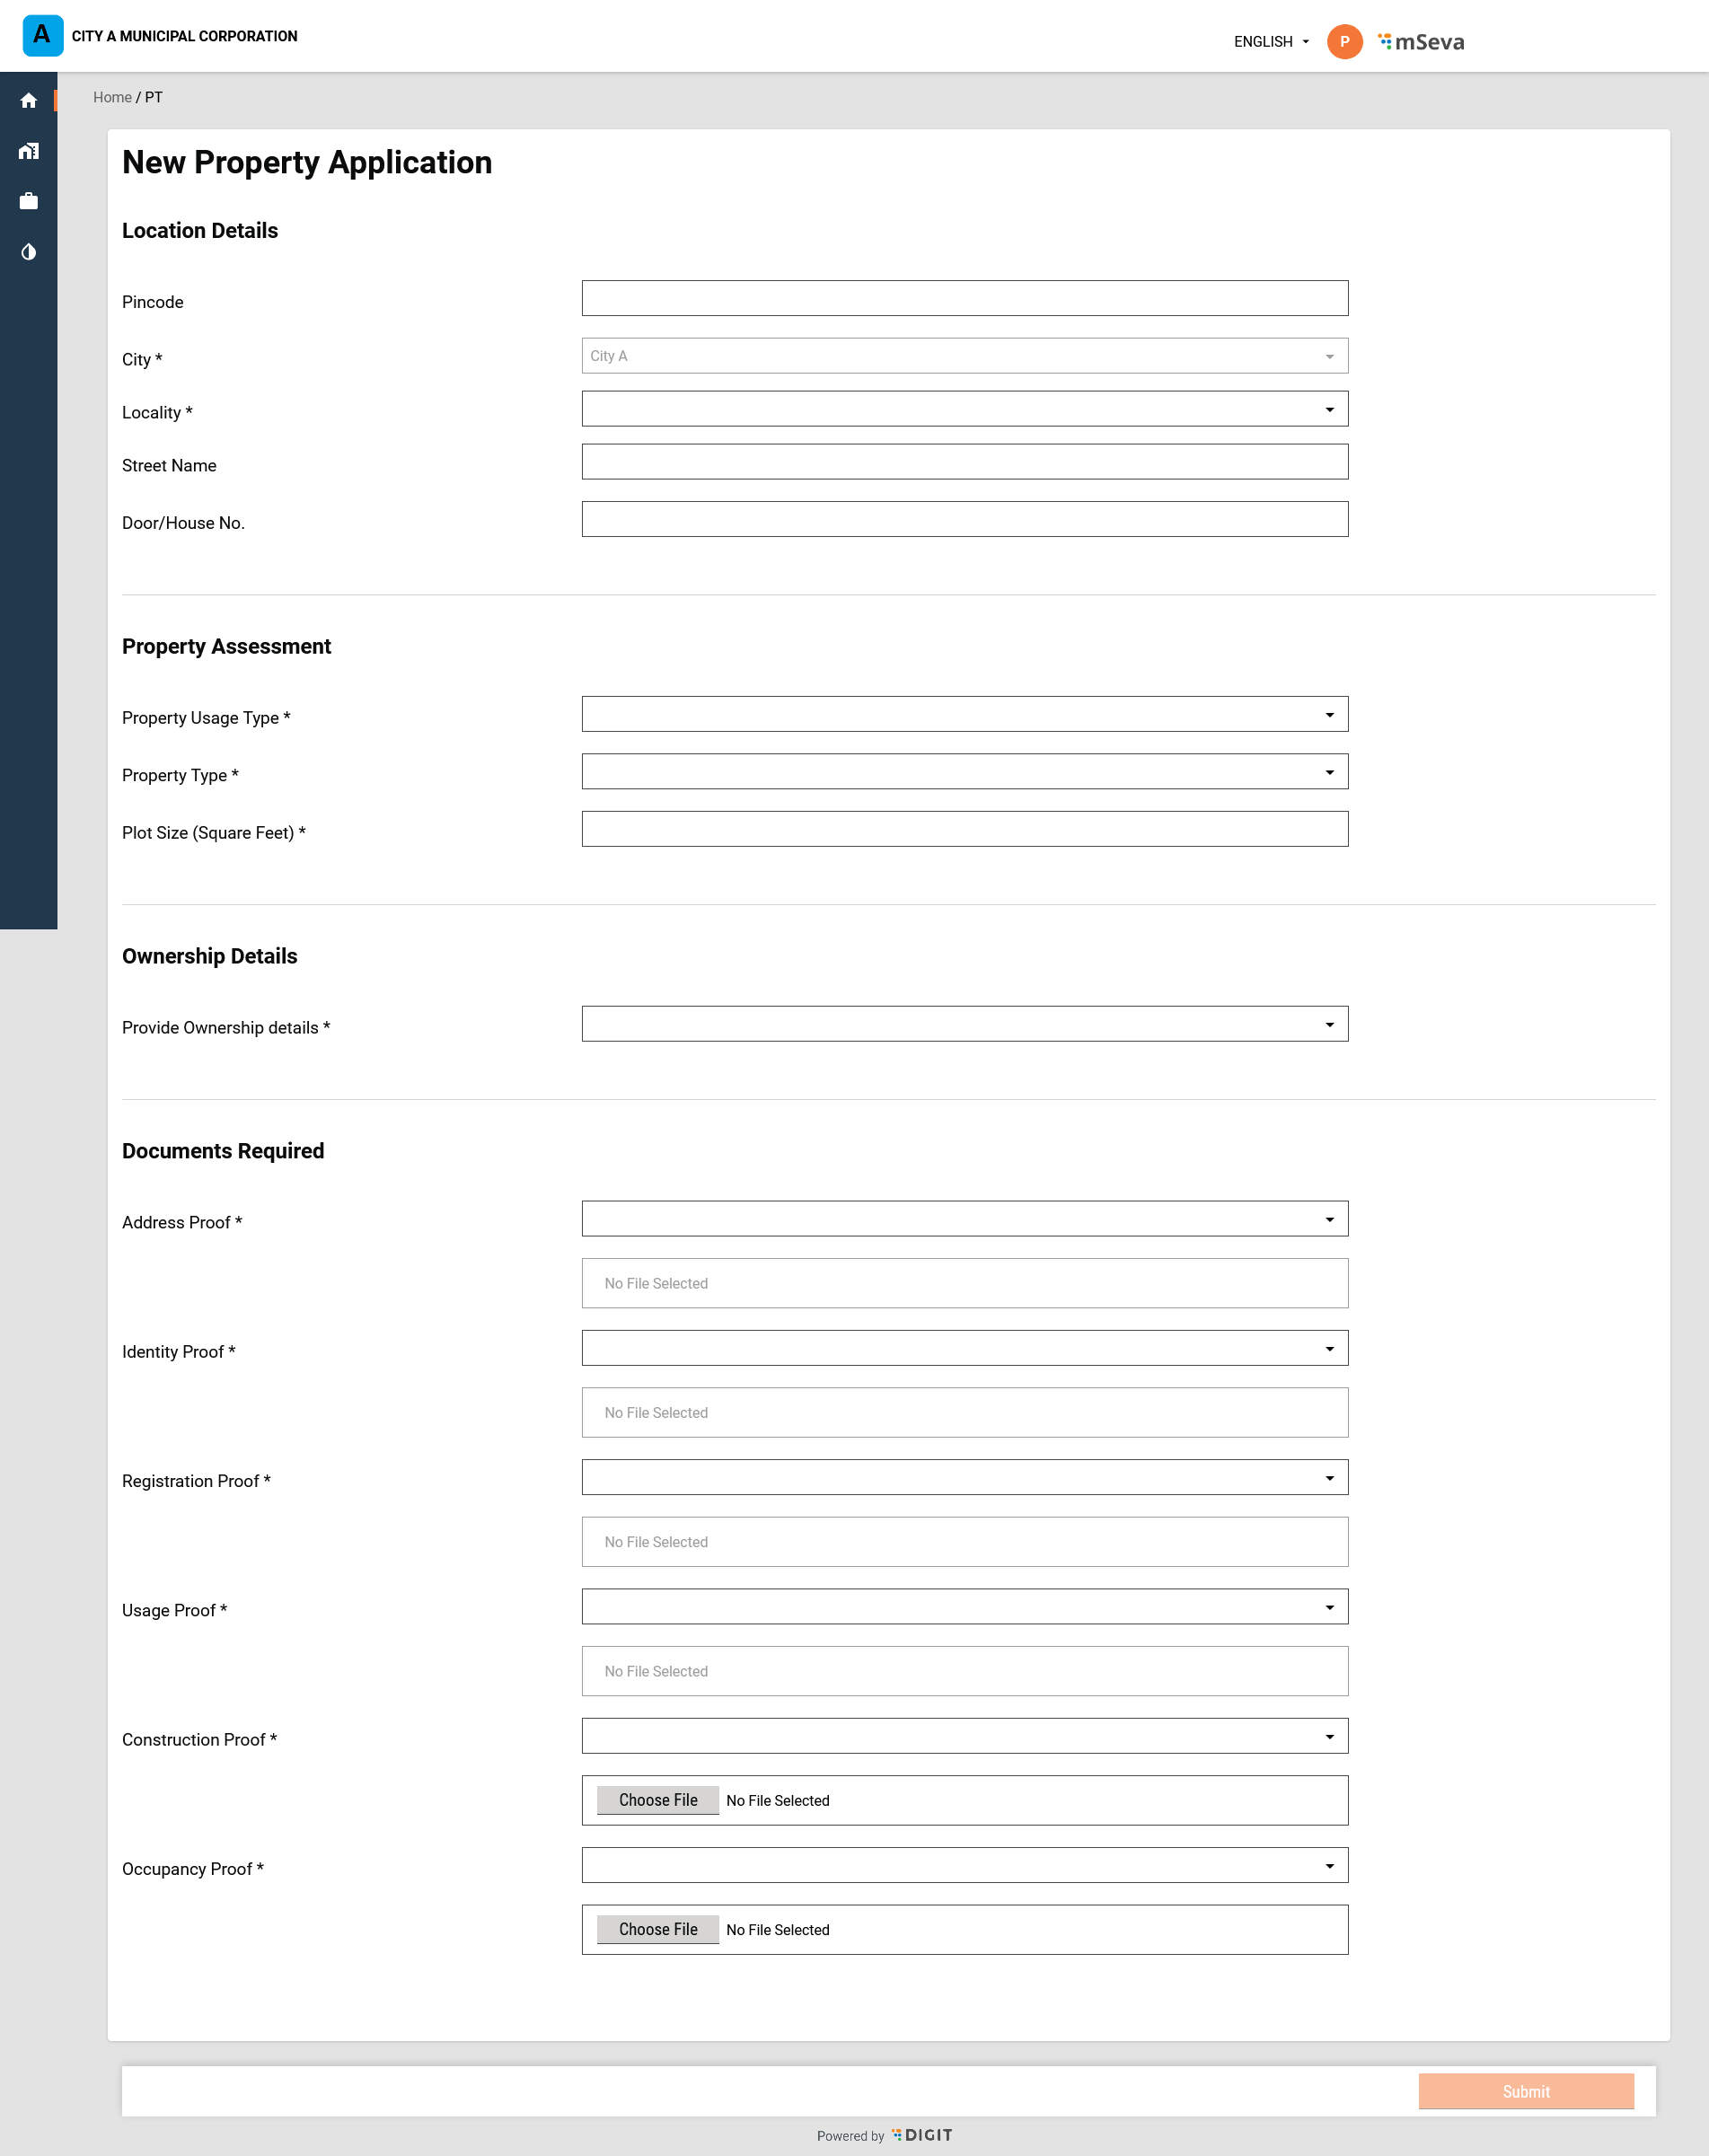 A CITY A MUNICIPAL CORPORATION
ENGLISH P mSeva
Home / PT
New Property Application
Location Details
Pincode
City * City A
Locality *
Street Name
Door/House No.
Property Assessment
Property Usage Type *
Property Type *
Plot Size (Square Feet) *
Ownership Details
Provide Ownership details *
Documents Required
Address Proof *
No File Selected
Identity Proof *
No File Selected
Registration Proof *
No File Selected
Usage Proof *
No File Selected
Construction Proof *
Choose File No File Selected
Occupancy Proof *
Choose File No File Selected
Submit
Powered by DIGIT